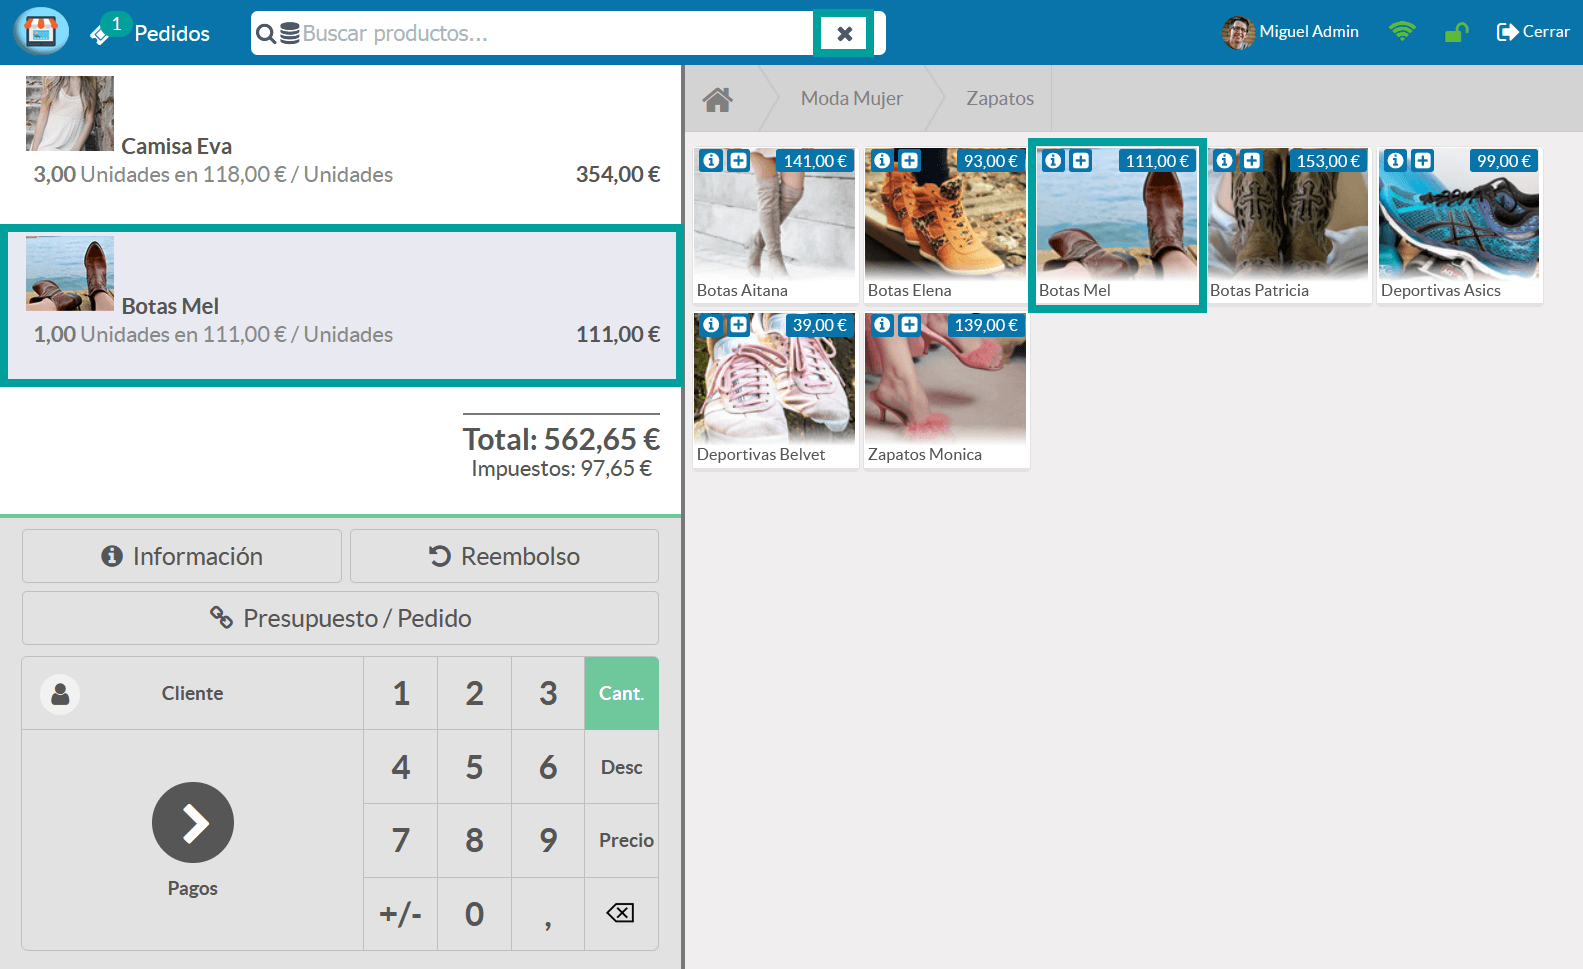 1 Pedidos
Buscar productos...
Miguel Admin
Cerrar
Camisa Eva
3,00 Unidades en 118,00 € / Unidades 354,00 €
Botas Mel
1,00 Unidades en 111,00 € / Unidades 111,00 €
Total: 562,65 €
Impuestos: 97,65 €
Información
Reembolso
Presupuesto / Pedido
Cliente
1 2 3 Cant.
4 5 6 Desc
7 8 9 Precio
Pagos
+/- 0 ,
Moda Mujer
Zapatos
141,00 €
Botas Aitana
93,00 €
Botas Elena
111,00 €
Botas Mel
153,00 €
Botas Patricia
99,00 €
Deportivas Asics
39,00 €
Deportivas Belvet
139,00 €
Zapatos Monica